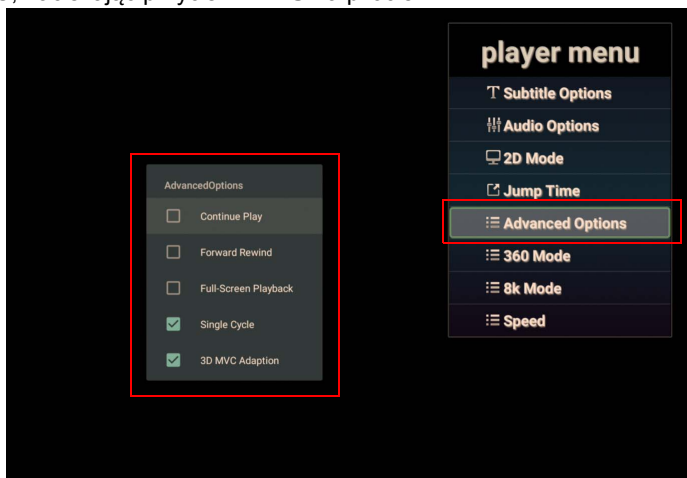 player menu
Subtitle Options
Audio Options
2D Mode
Jump Time
Advanced Options
360 Mode
8k Mode
Speed
AdvancedOptions
Continue Play
Forward Rewind
Full-Screen Playback
Single Cycle
3D MVC Adaption